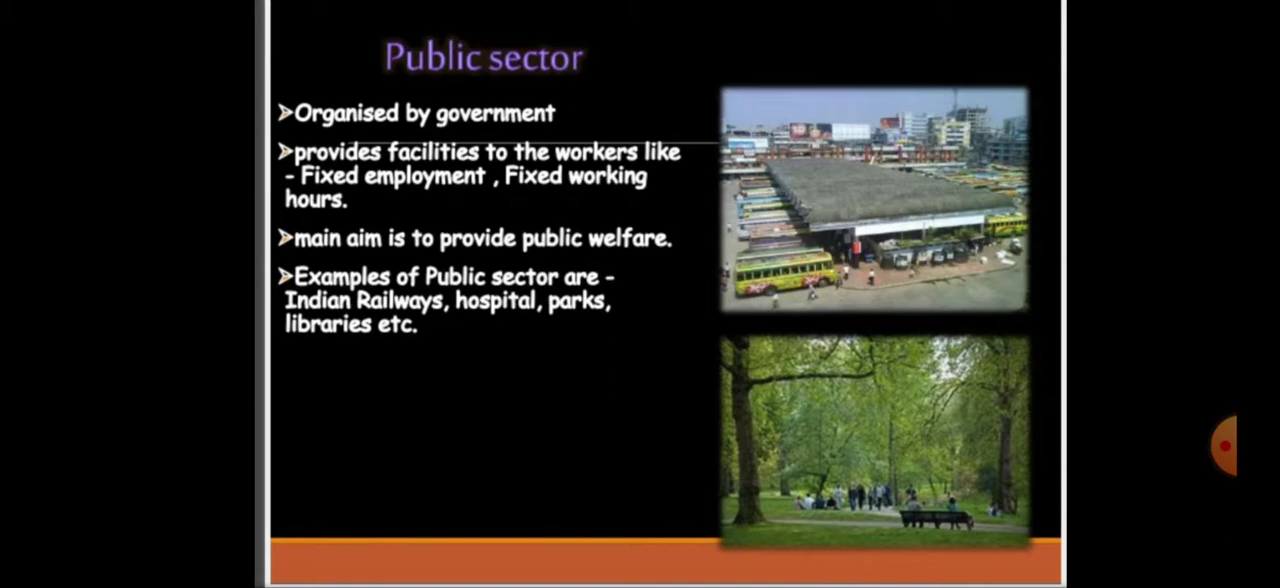 Public sector
➢Organised by government
➢provides facilities to the workers like
- Fixed employment , Fixed working
hours.
➢main aim is to provide public welfare.
➢Examples of Public sector are -
Indian Railways, hospital, parks,
libraries etc.